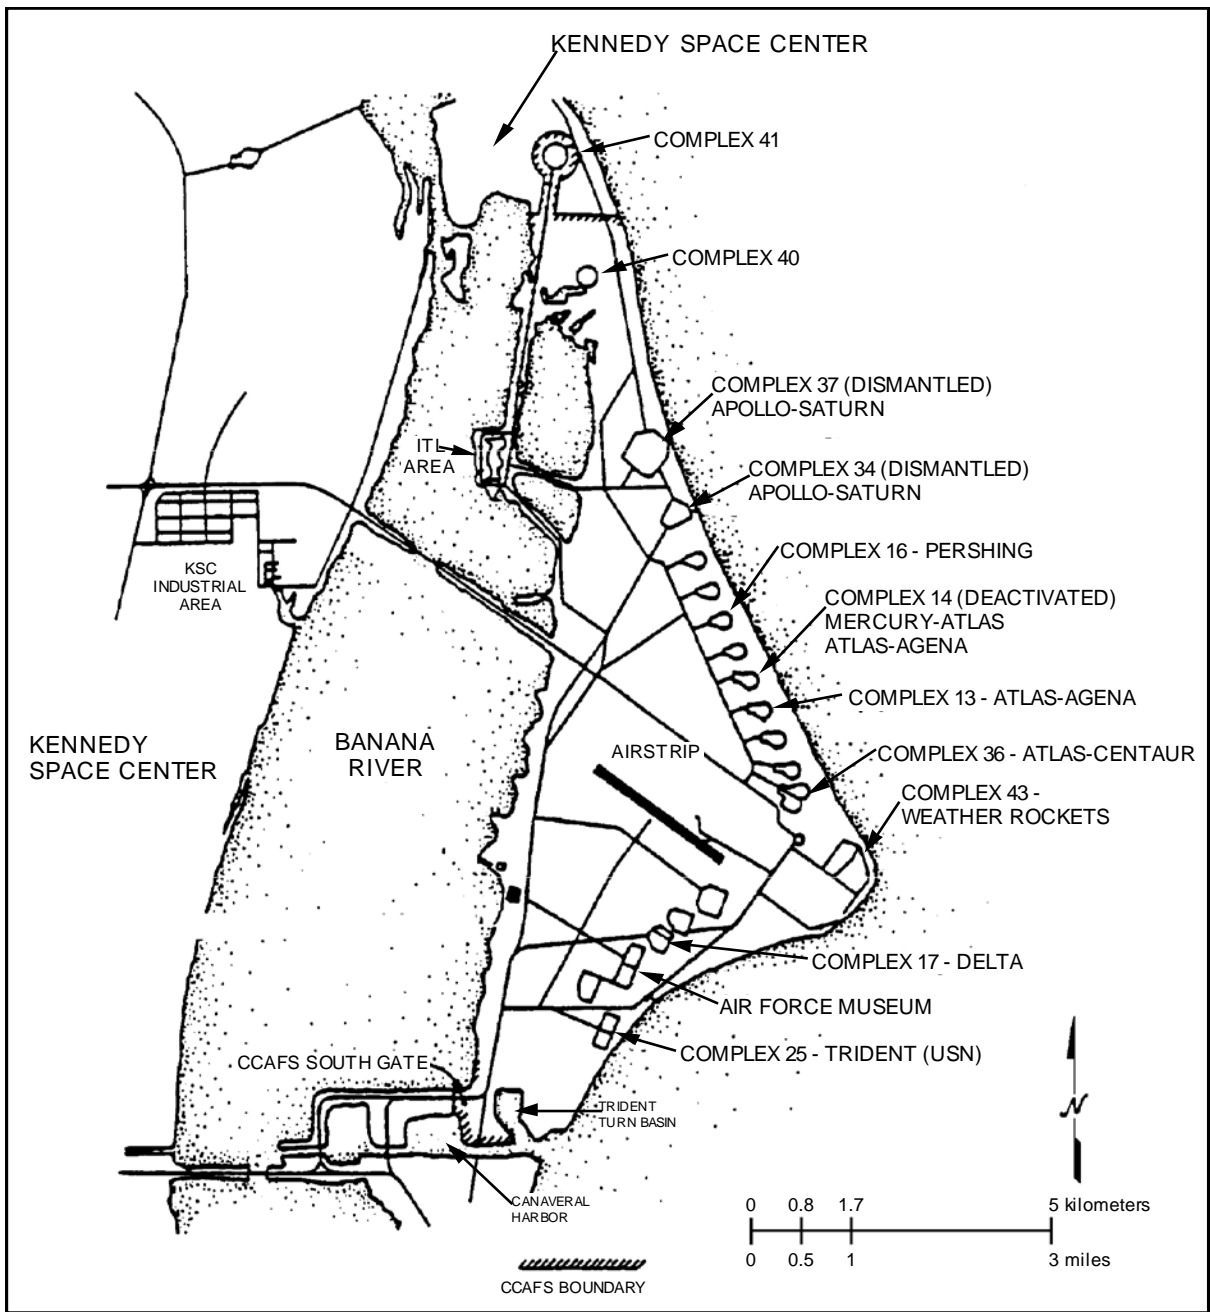 KENNEDY SPACE CENTER
COMPLEX 41
COMPLEX 40
COMPLEX 37 (DISMANTLED)
APOLLO-SATURN
ITL
AREA
COMPLEX 34 (DISMANTLED)
APOLLO-SATURN
COMPLEX 16 - PERSHING
KSC
INDUSTRIAL
AREA
COMPLEX 14 (DEACTIVATED)
MERCURY-ATLAS
ATLAS-AGENA
COMPLEX 13 - ATLAS-AGENA
KENNEDY
SPACE CENTER
BANANA
RIVER
AIRSTRIP
COMPLEX 36 - ATLAS-CENTAUR
COMPLEX 43 -
WEATHER ROCKETS
COMPLEX 17 - DELTA
AIR FORCE MUSEUM
COMPLEX 25 - TRIDENT (USN)
CCAFS SOUTH GATE
TRIDENT
TURN BASIN
N
CANAVERAL
HARBOR
0 0.8 1.7 5 kilometers
0 0.5 1 3 miles
CCAFS BOUNDARY